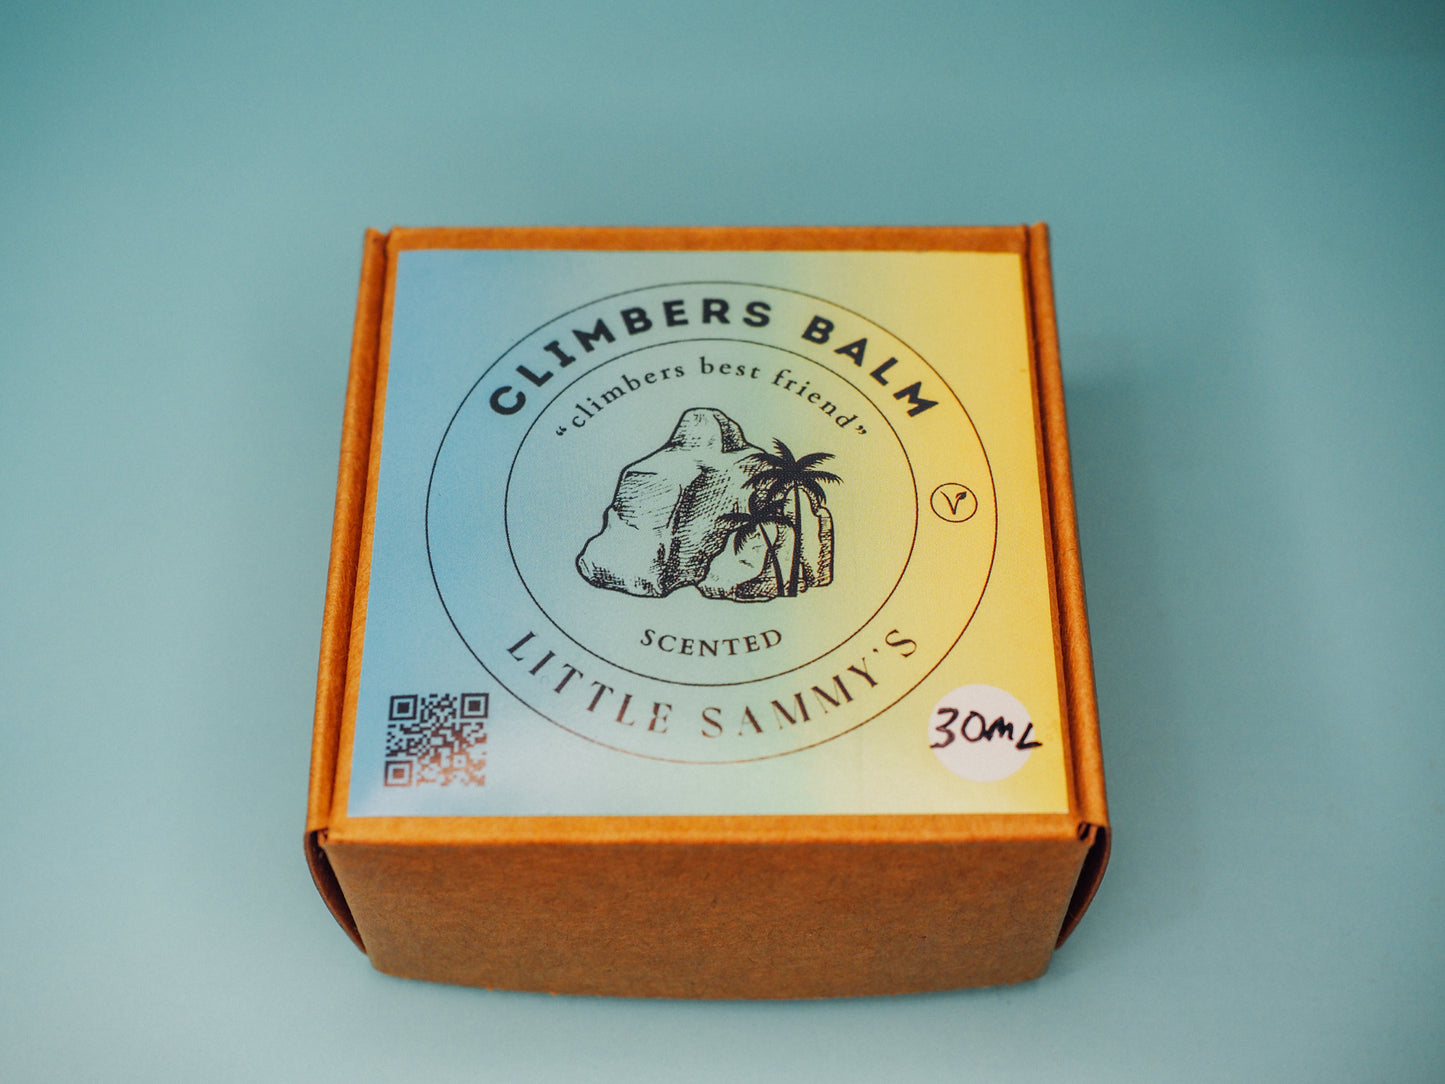 CLIMBERS BALM
“climbers best friend”
SCENTED
LITTLE SAMMY'S
30ML